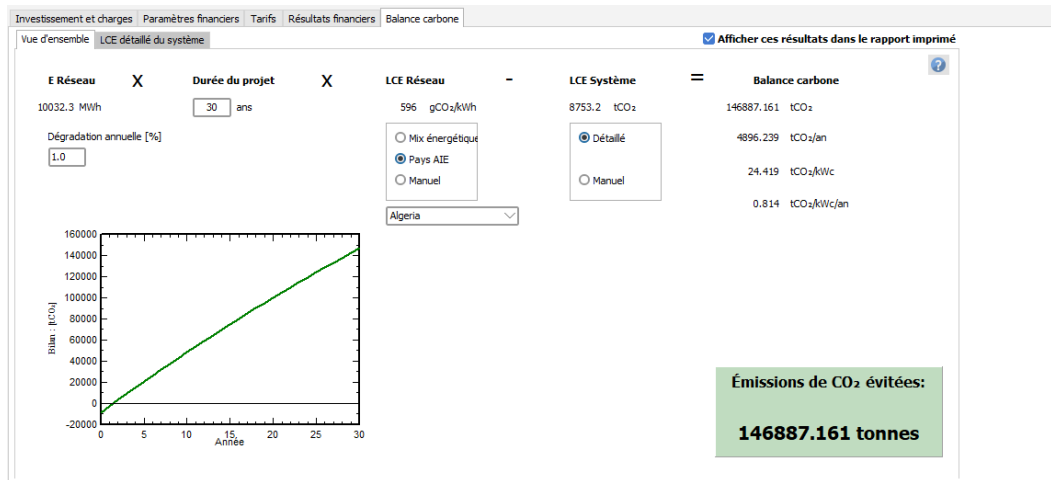 Investissement et charges Paramètres financiers Tarifs Résultats financiers Balance carbone
Vue d'ensemble LCE détaillé du système Afficher ces résultats dans le rapport imprimé
E Réseau X Durée du projet X LCE Réseau - LCE Système = Balance carbone
10032.3 MWh 30 ans 596 gCO₂/kWh 8753.2 tCO₂ 146887.161 tCO₂
Dégradation annuelle [%] Mix énergétique Détaillé 4896.239 tCO₂/an
1.0 Pays AIE
24.419 tCO₂/kWc
Manuel Manuel
0.814 tCO₂/kWc/an
Algeria
160000
140000
120000
100000
80000
60000
40000
20000
0
-20000
Bilan : [tCO₂]
0 5 10 15 20 25 30
Année
Émissions de CO₂ évitées:
146887.161 tonnes